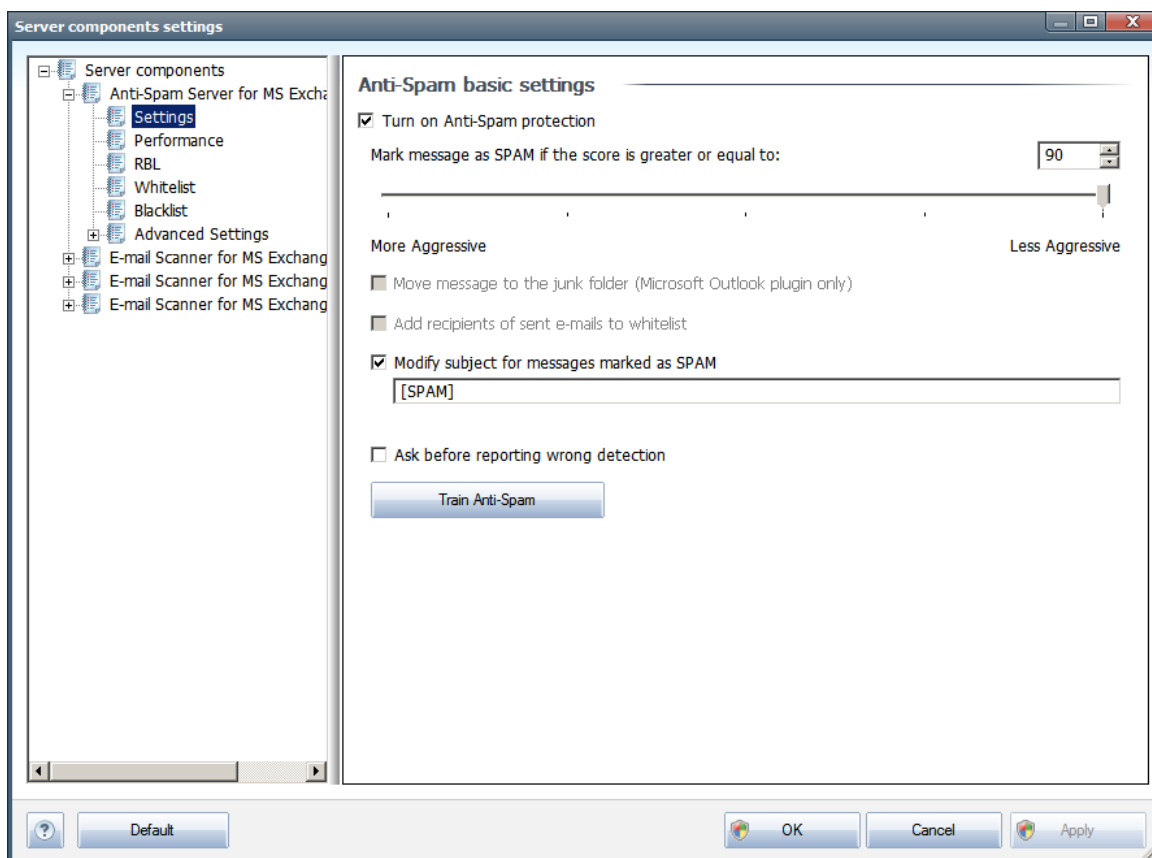 Server components settings
Server components
Anti-Spam Server for MS Excha
Settings
Performance
RBL
Whitelist
Blacklist
Advanced Settings
E-mail Scanner for MS Exchang
E-mail Scanner for MS Exchang
E-mail Scanner for MS Exchang
Anti-Spam basic settings
Turn on Anti-Spam protection
Mark message as SPAM if the score is greater or equal to: 90
More Aggressive Less Aggressive
Move message to the junk folder (Microsoft Outlook plugin only)
Add recipients of sent e-mails to whitelist
Modify subject for messages marked as SPAM
[SPAM]
Ask before reporting wrong detection
Train Anti-Spam
? Default OK Cancel Apply